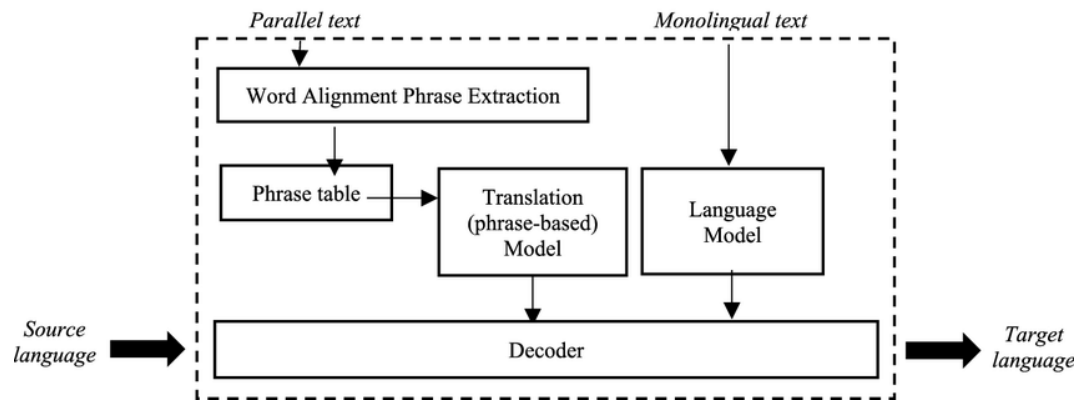 Parallel text
Monolingual text
Word Alignment Phrase Extraction
Phrase table
Translation
(phrase-based)
Model
Language
Model
Source
language
Decoder
Target
language